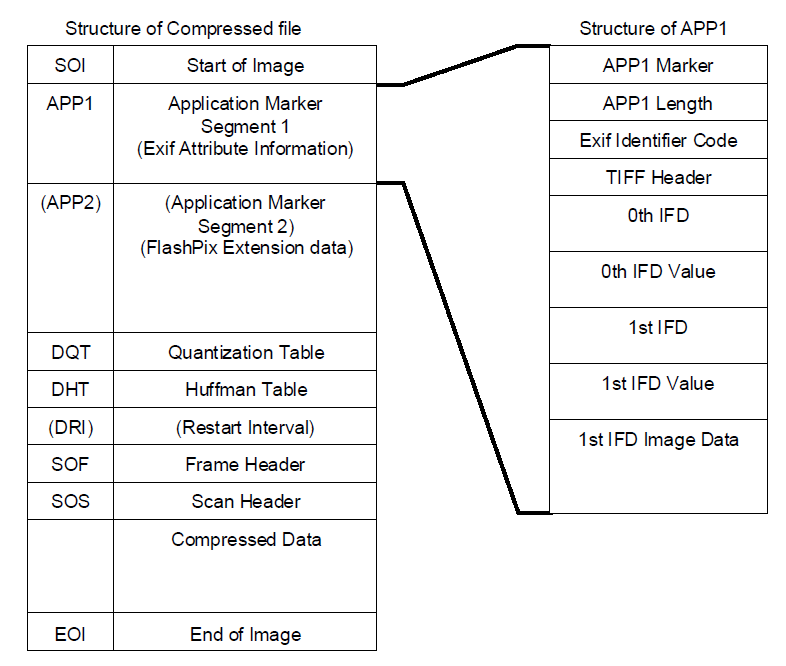 Structure of Compressed file
SOI Start of Image
APP1 Application Marker
Segment 1
(Exif Attribute Information)
(APP2) (Application Marker
Segment 2)
(FlashPix Extension data)
DQT Quantization Table
DHT Huffman Table
(DRI) (Restart Interval)
SOF Frame Header
SOS Scan Header
Compressed Data
EOI End of Image
Structure of APP1
APP1 Marker
APP1 Length
Exif Identifier Code
TIFF Header
0th IFD
0th IFD Value
1st IFD
1st IFD Value
1st IFD Image Data